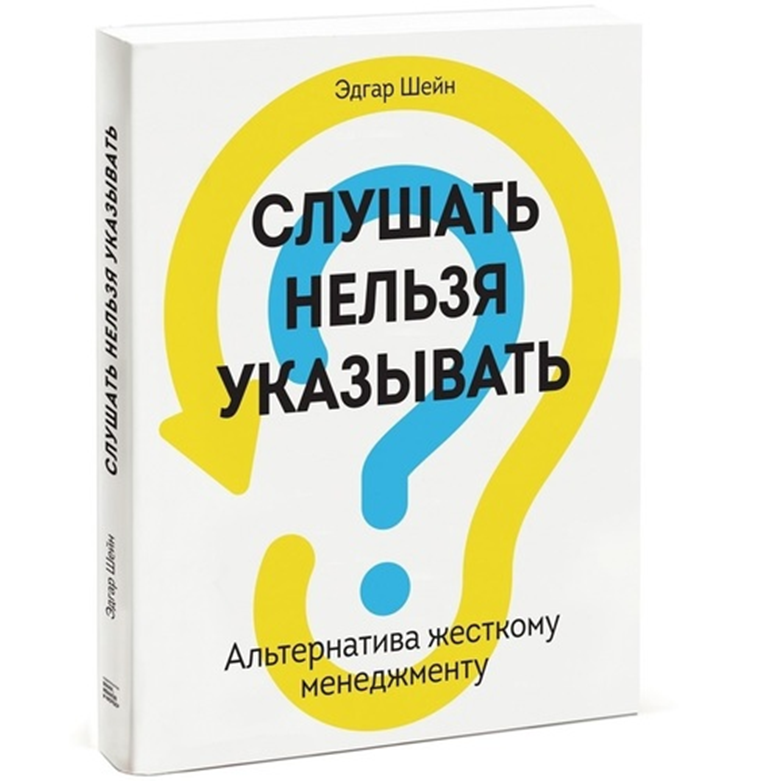 Эдгар Шейн
СЛУШАТЬ
НЕЛЬЗЯ
УКАЗЫВАТЬ
Альтернатива жесткому
менеджменту
СЛУШАТЬ НЕЛЬЗЯ УКАЗЫВАТЬ
Эдгар Шейн